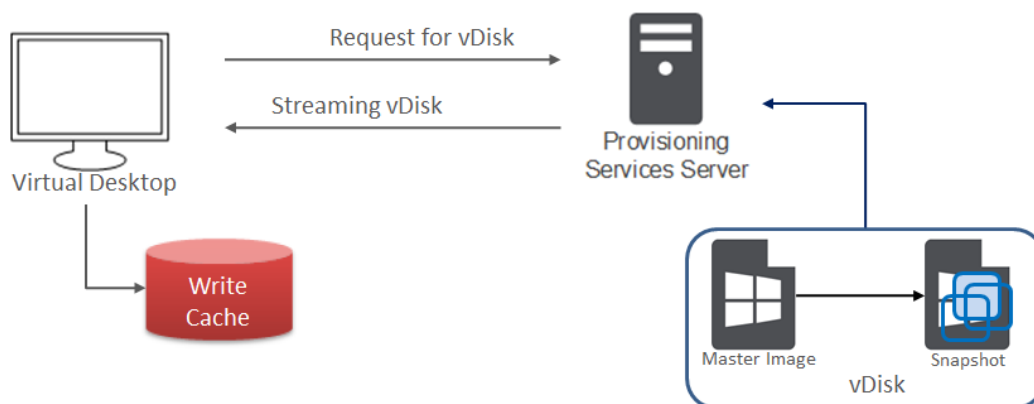 Request for vDisk
Streaming vDisk
Virtual Desktop
Provisioning
Services Server
Write
Cache
Master Image
Snapshot
vDisk